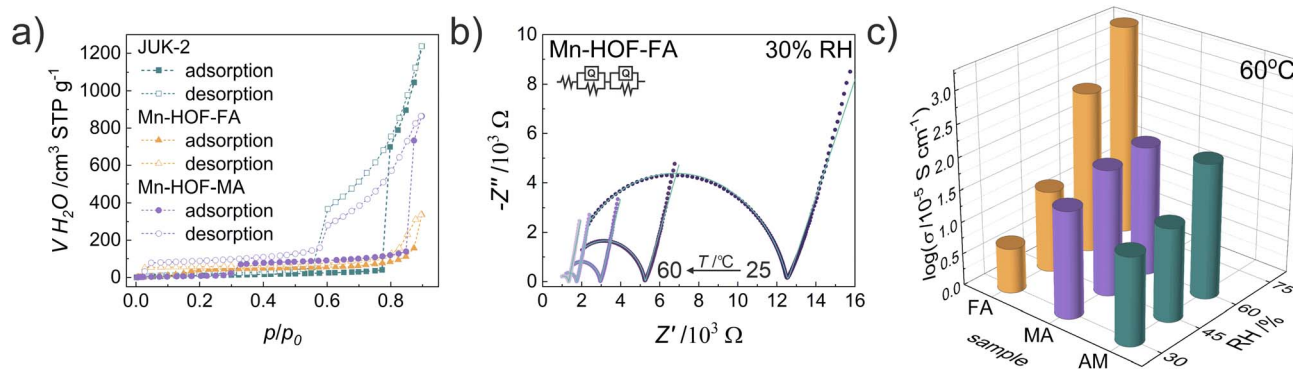 a)
V H2O /cm³ STP g⁻¹
1200
1000
800
600
400
200
0
JUK-2
adsorption
desorption
Mn-HOF-FA
adsorption
desorption
Mn-HOF-MA
adsorption
desorption
0.0 0.2 0.4 0.6 0.8
p/p0
b)
-Z'' /10³ Ω
10
8
6
4
2
0
Mn-HOF-FA 30% RH
Q Q
60 T /°C 25
0 2 4 6 8 10 12 14 16
Z' /10³ Ω
c)
60°C
log(σ/10⁻⁵ S cm⁻¹)
3.0
2.5
2.0
1.5
1.0
0.5
0.0
FA
MA
AM
sample
30
45
60
75
RH /%